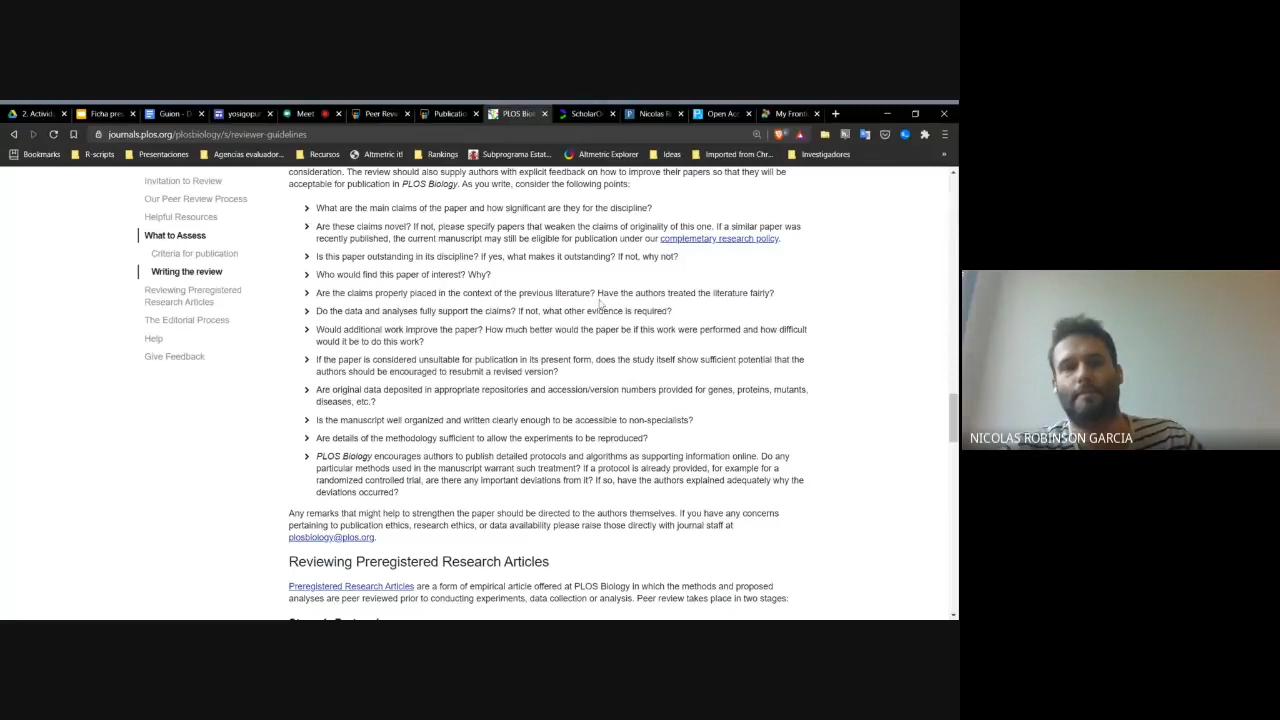 2. Activid
Ficha pres
Guion - D
yosigopur
Meet
Peer Revi
Publicatio
PLOS Biol
ScholarO
Nicolas Ro
Open Acc
My Fronti
journals.plos.org/plosbiology/s/reviewer-guidelines
Bookmarks R-scripts Presentaciones Agencias evaluador... Recursos Altmetric it! Rankings Subprograma Estat... Altmetric Explorer Ideas Imported from Chr... Investigadores »
Invitation to Review
Our Peer Review Process
Helpful Resources
What to Assess
Criteria for publication
Writing the review
Reviewing Preregistered
Research Articles
The Editorial Process
Help
Give Feedback
consideration. The review should also supply authors with explicit feedback on how to improve their papers so that they will be
acceptable for publication in PLOS Biology. As you write, consider the following points:
What are the main claims of the paper and how significant are they for the discipline?
Are these claims novel? If not, please specify papers that weaken the claims of originality of this one. If a similar paper was
recently published, the current manuscript may still be eligible for publication under our complemetary research policy.
Is this paper outstanding in its discipline? If yes, what makes it outstanding? If not, why not?
Who would find this paper of interest? Why?
Are the claims properly placed in the context of the previous literature? Have the authors treated the literature fairly?
Do the data and analyses fully support the claims? If not, what other evidence is required?
Would additional work improve the paper? How much better would the paper be if this work were performed and how difficult
would it be to do this work?
If the paper is considered unsuitable for publication in its present form, does the study itself show sufficient potential that the
authors should be encouraged to resubmit a revised version?
Are original data deposited in appropriate repositories and accession/version numbers provided for genes, proteins, mutants,
diseases, etc.?
Is the manuscript well organized and written clearly enough to be accessible to non-specialists?
Are details of the methodology sufficient to allow the experiments to be reproduced?
PLOS Biology encourages authors to publish detailed protocols and algorithms as supporting information online. Do any
particular methods used in the manuscript warrant such treatment? If a protocol is already provided, for example for a
randomized controlled trial, are there any important deviations from it? If so, have the authors explained adequately why the
deviations occurred?
Any remarks that might help to strengthen the paper should be directed to the authors themselves. If you have any concerns
pertaining to publication ethics, research ethics, or data availability please raise those directly with journal staff at
plosbiology@plos.org.
Reviewing Preregistered Research Articles
Preregistered Research Articles are a form of empirical article offered at PLOS Biology in which the methods and proposed
analyses are peer reviewed prior to conducting experiments, data collection or analysis. Peer review takes place in two stages:
NICOLAS ROBINSON GARCIA